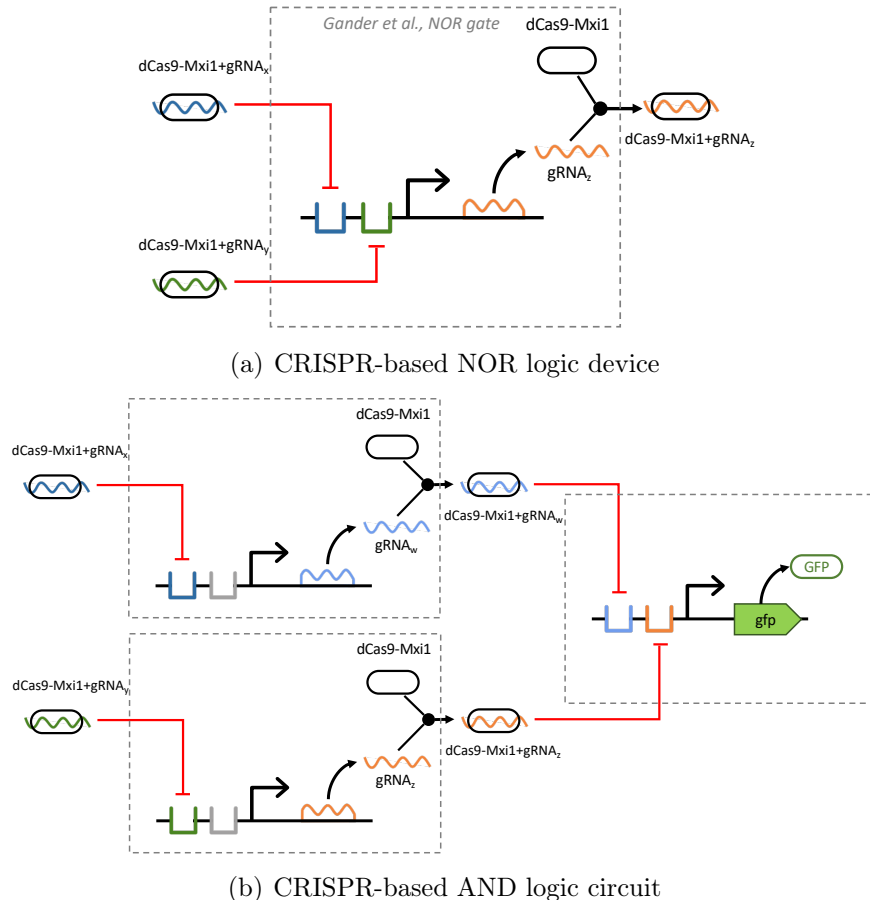 Gander et al., NOR gate
dCas9-Mxi1
dCas9-Mxi1+gRNAx
dCas9-Mxi1+gRNAz
gRNAz
dCas9-Mxi1+gRNAy
(a) CRISPR-based NOR logic device
dCas9-Mxi1
dCas9-Mxi1+gRNAx
dCas9-Mxi1+gRNAw
gRNAw
GFP
gfp
dCas9-Mxi1
dCas9-Mxi1+gRNAy
dCas9-Mxi1+gRNAz
gRNAz
(b) CRISPR-based AND logic circuit